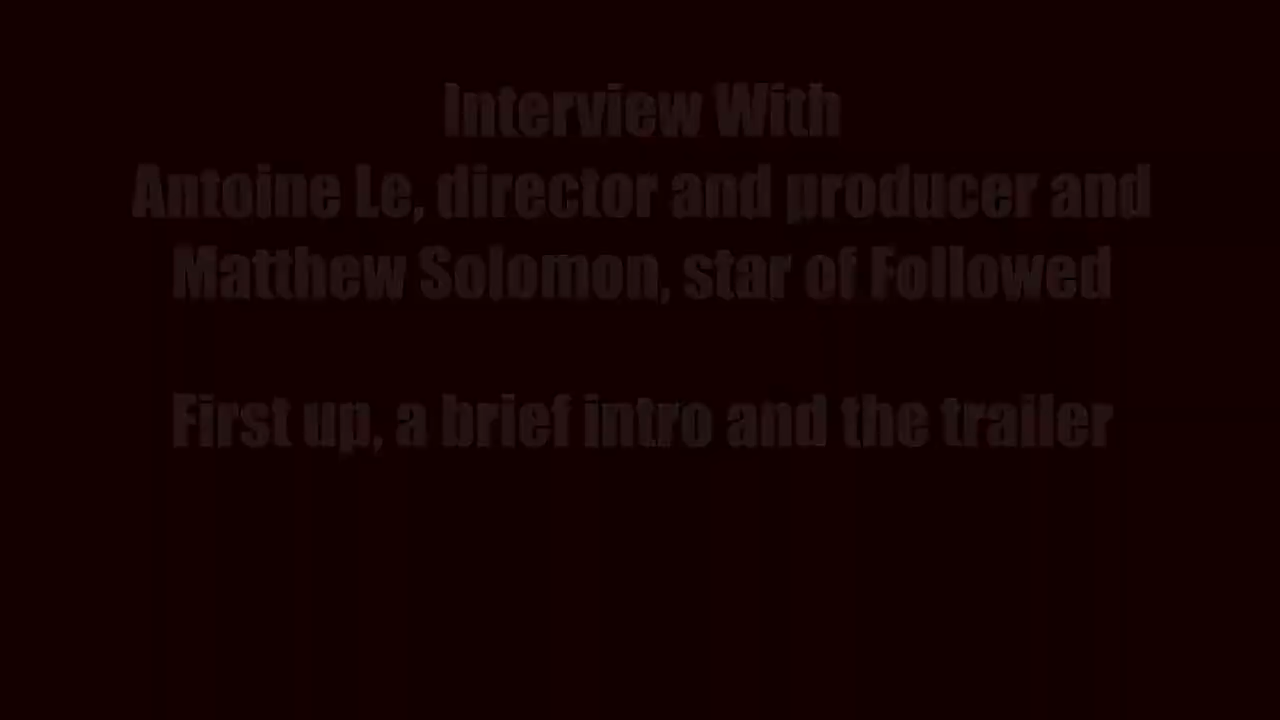 Interview With
Antoine Le, director and producer and
Matthew Solomon, star of Followed
First up, a brief intro and the trailer